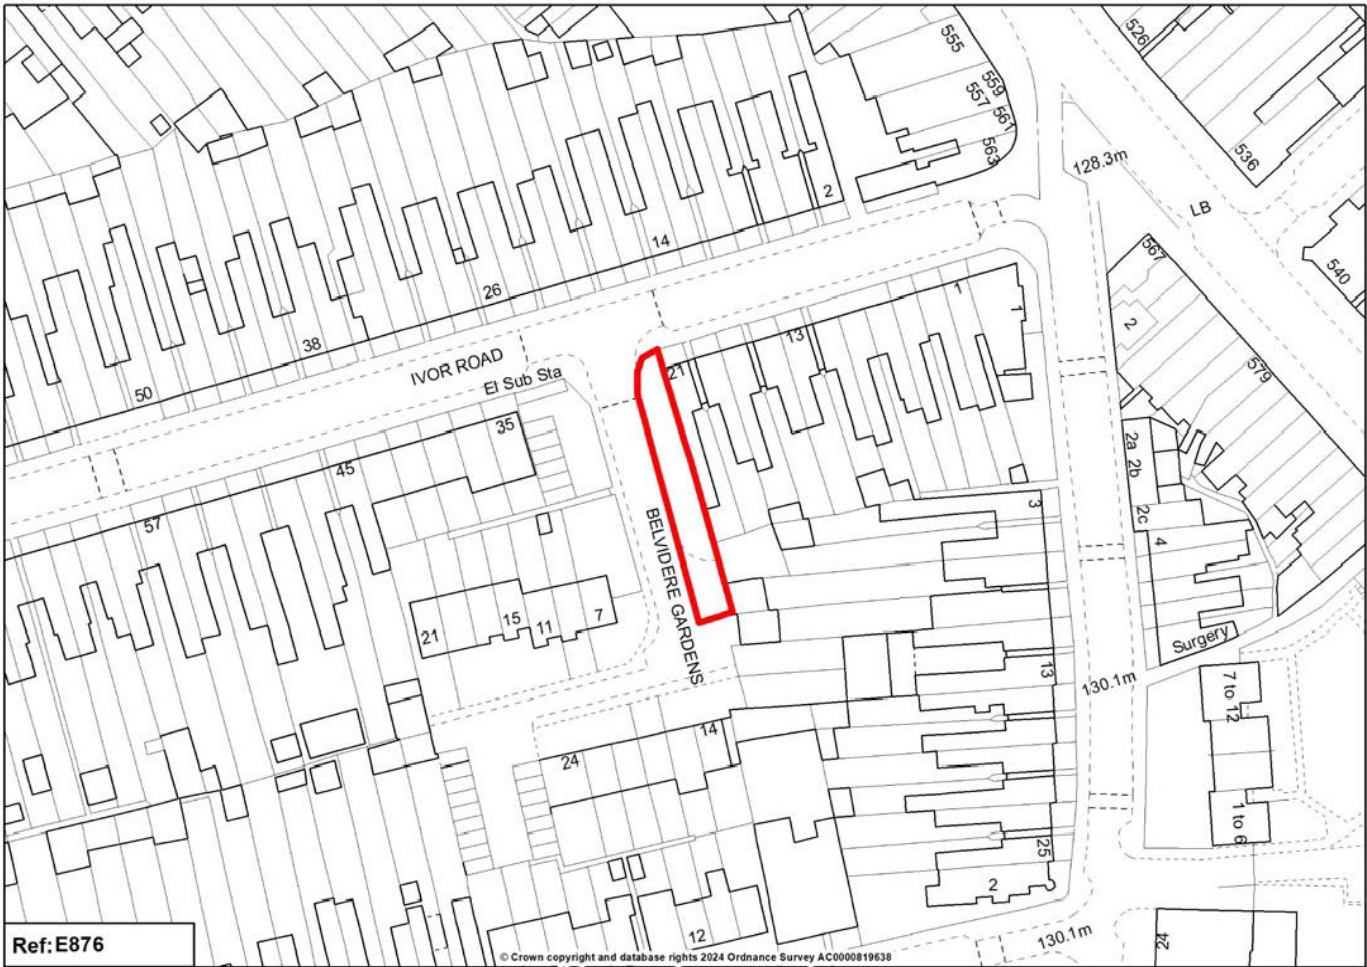 555
559
557
561
563
526
536
128.3m
LB
540
2
14
26
38
50
IVOR ROAD
El Sub Sta
1
1
13
21
567
2
579
35
45
57
2a
2b
2c
4
3
BELVIDERE GARDENS
7
11
15
21
Surgery
13
130.1m
7 to 12
14
24
1 to 6
25
2
12
130.1m
24
Ref:E876
© Crown copyright and database rights 2024 Ordnance Survey AC0000819638